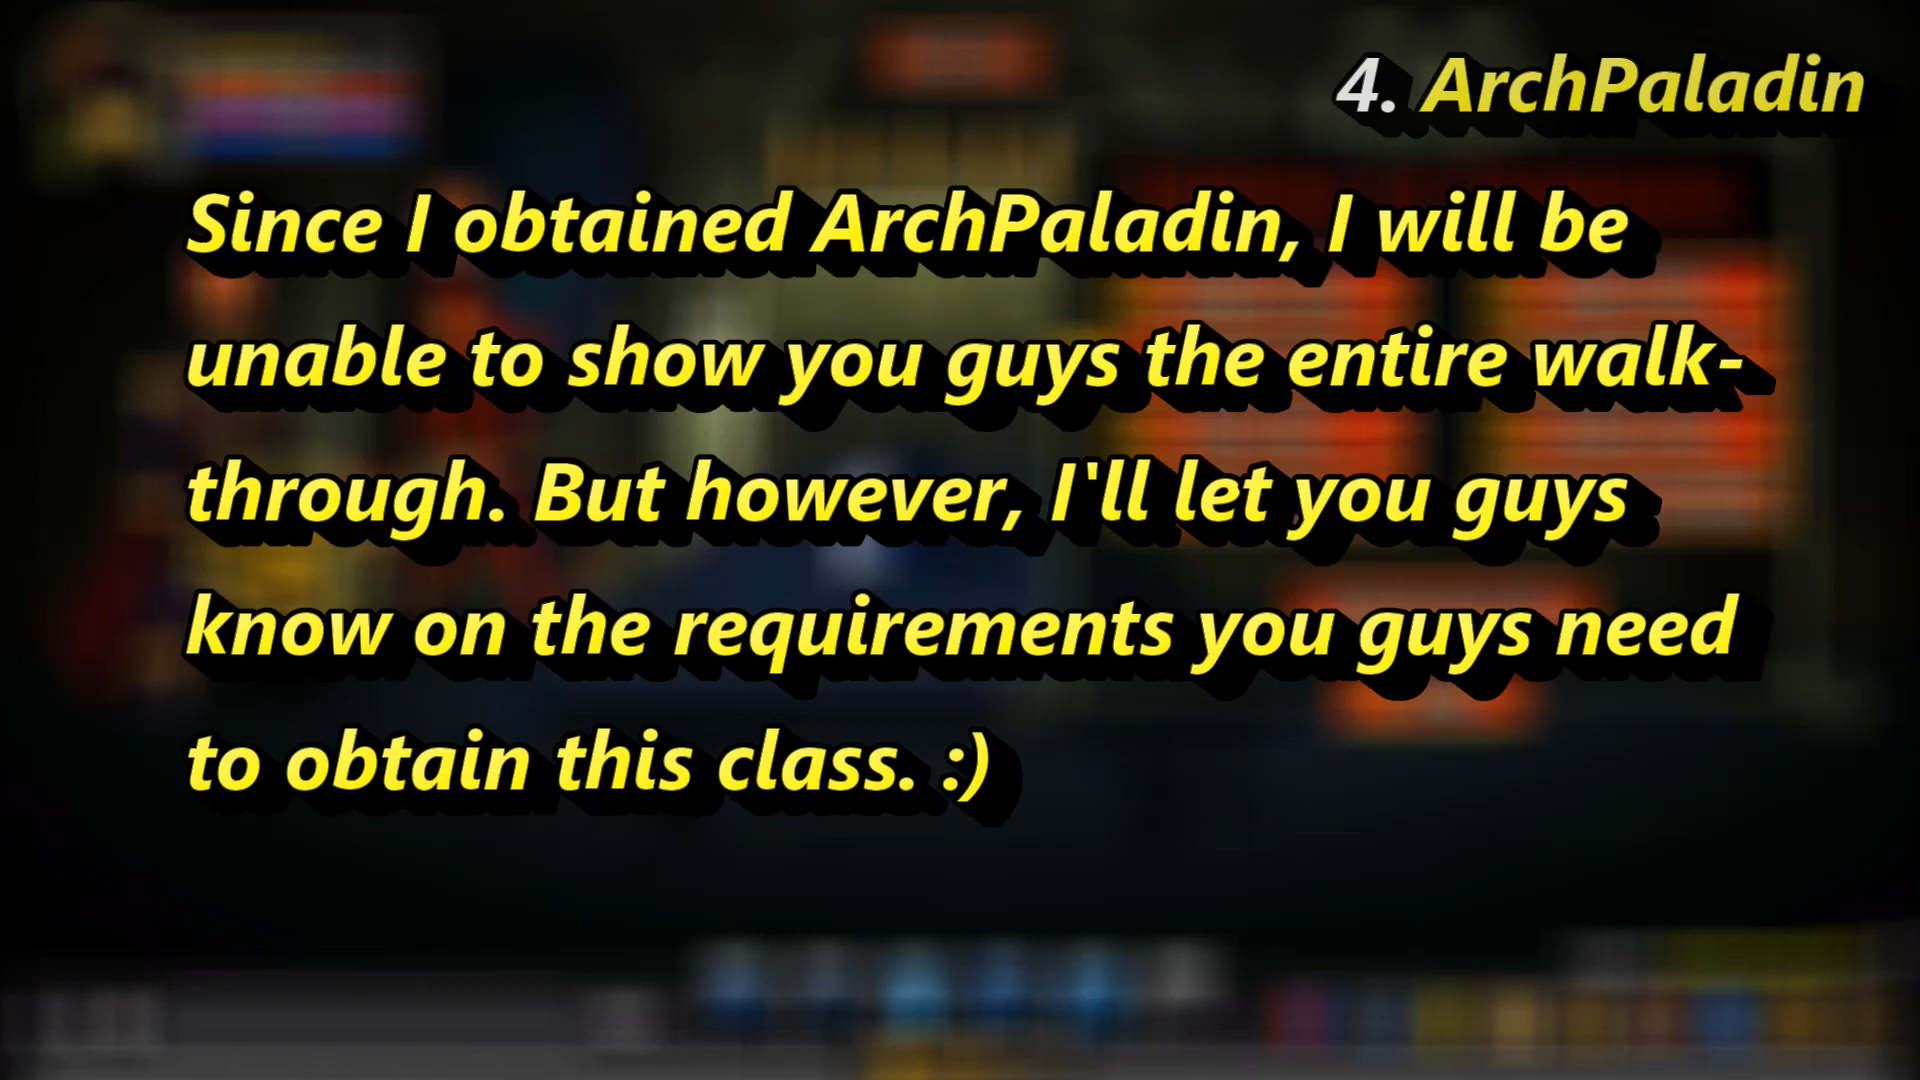 4. ArchPaladin
Since I obtained ArchPaladin, I will be
unable to show you guys the entire walk-
through. But however, I'll let you guys
know on the requirements you guys need
to obtain this class. :)